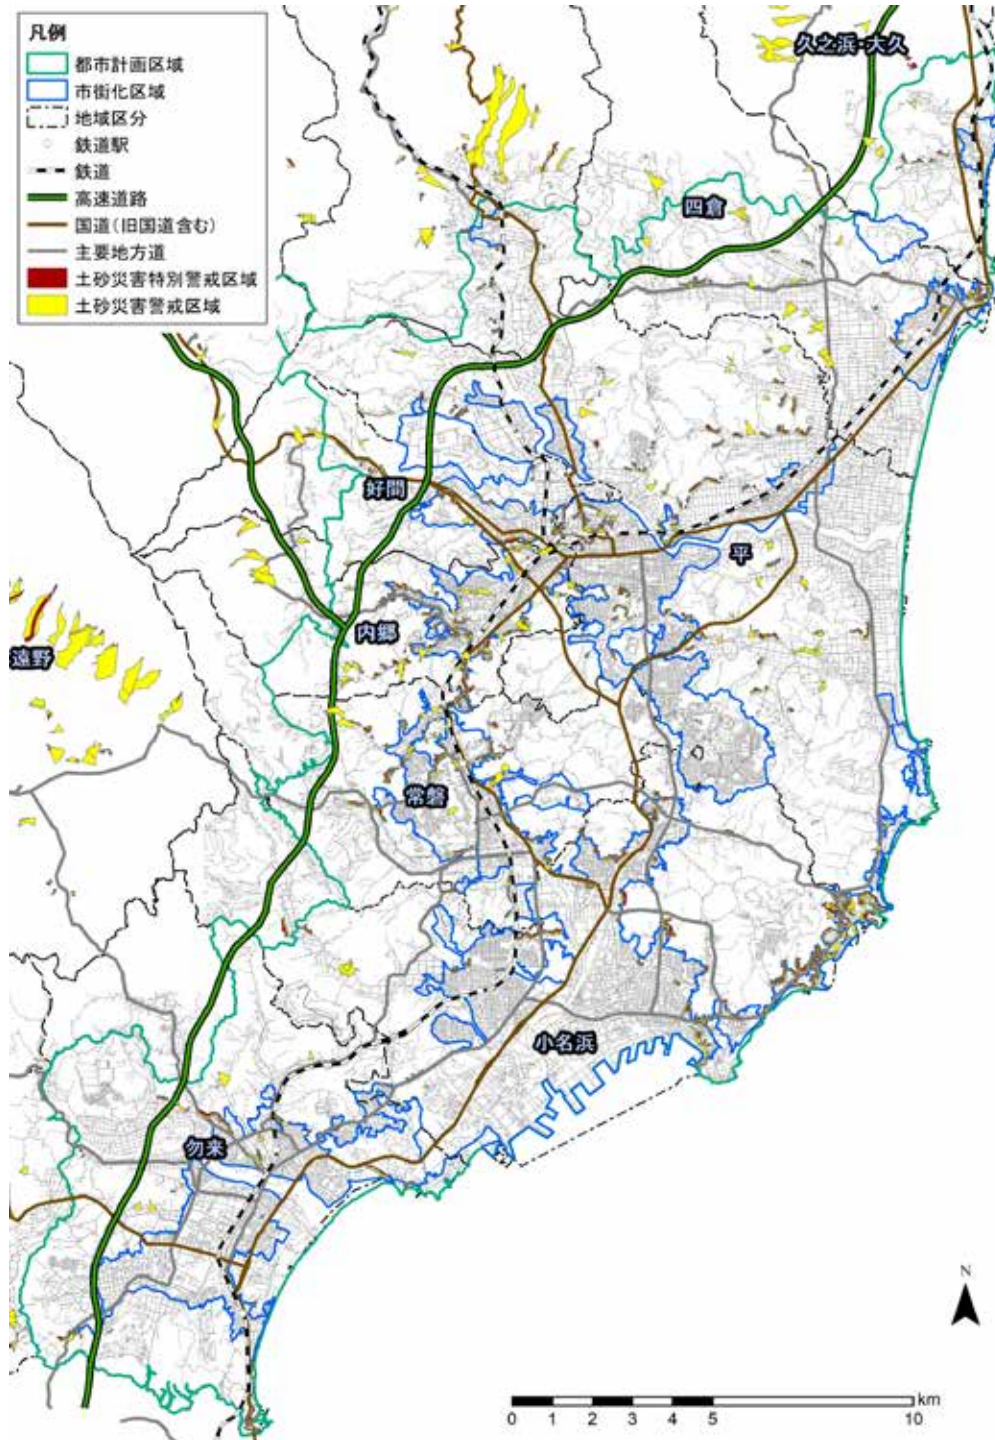 凡例
都市計画区域
市街化区域
地域区分
鉄道駅
鉄道
高速道路
国道(旧国道含む)
主要地方道
土砂災害特別警戒区域
土砂災害警戒区域
久之浜・大久
四倉
好間
平
内郷
遠野
常磐
小名浜
勿来
N
km
0 1 2 3 4 5 10